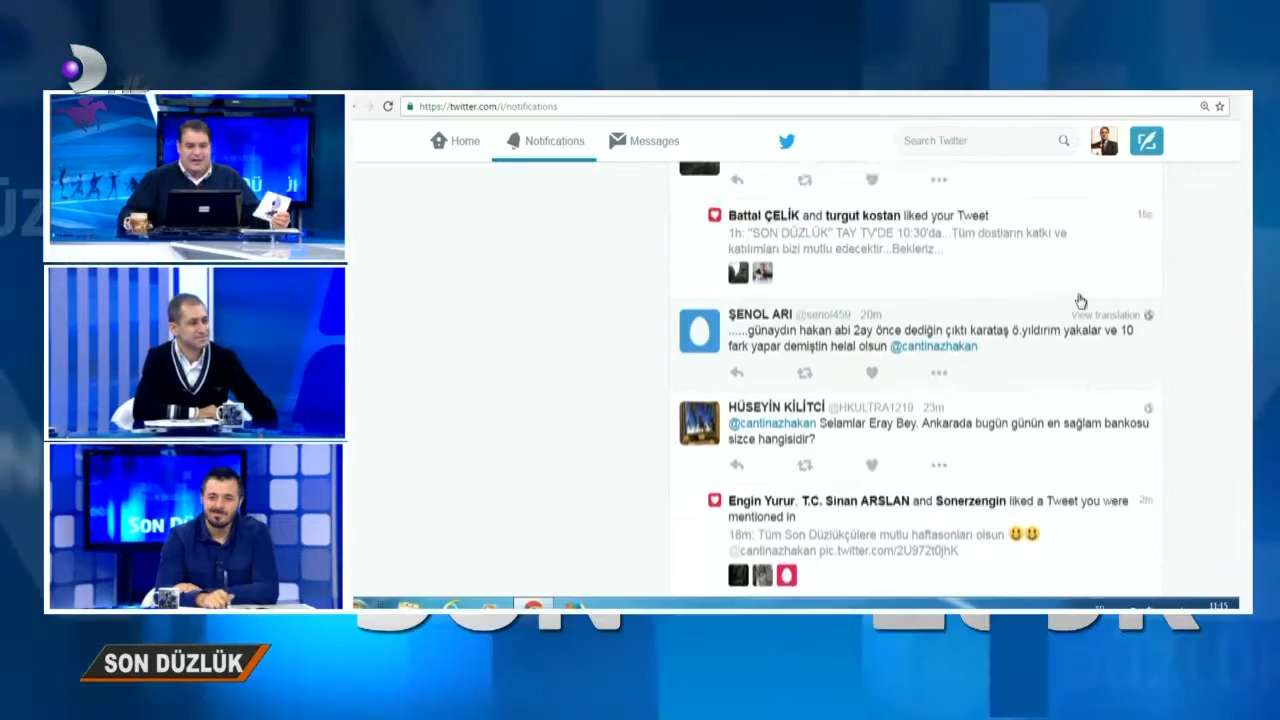 HD
https://twitter.com/i/notifications
Home
Notifications
Messages
Search Twitter
Battal ÇELİK and turgut kostan liked your Tweet
1h: "SON DÜZLÜK" TAY TV'DE 10:30'da...Tüm dostların katkı ve
katılımları bizi mutlu edecektir...Bekleriz...
ŞENOL ARI @senol459 20m
View translation
......günaydın hakan abi 2ay önce dediğin çıktı karataş ö.yıldırım yakalar ve 10
fark yapar demiştin helal olsun @cantinazhakan
HÜSEYİN KİLİTCİ @HKULTRA1219 23m
@cantinazhakan Selamlar Eray Bey. Ankarada bugün günün en sağlam bankosu
sizce hangisidir?
Engin Yurur, T.C. Sinan ARSLAN and Sonerzengin liked a Tweet you were
mentioned in
2m
18m: Tüm Son Düzlükçülere mutlu haftasonları olsun
@cantinazhakan pic.twitter.com/2U972t0jhK
11:15
SON DÜZLÜK